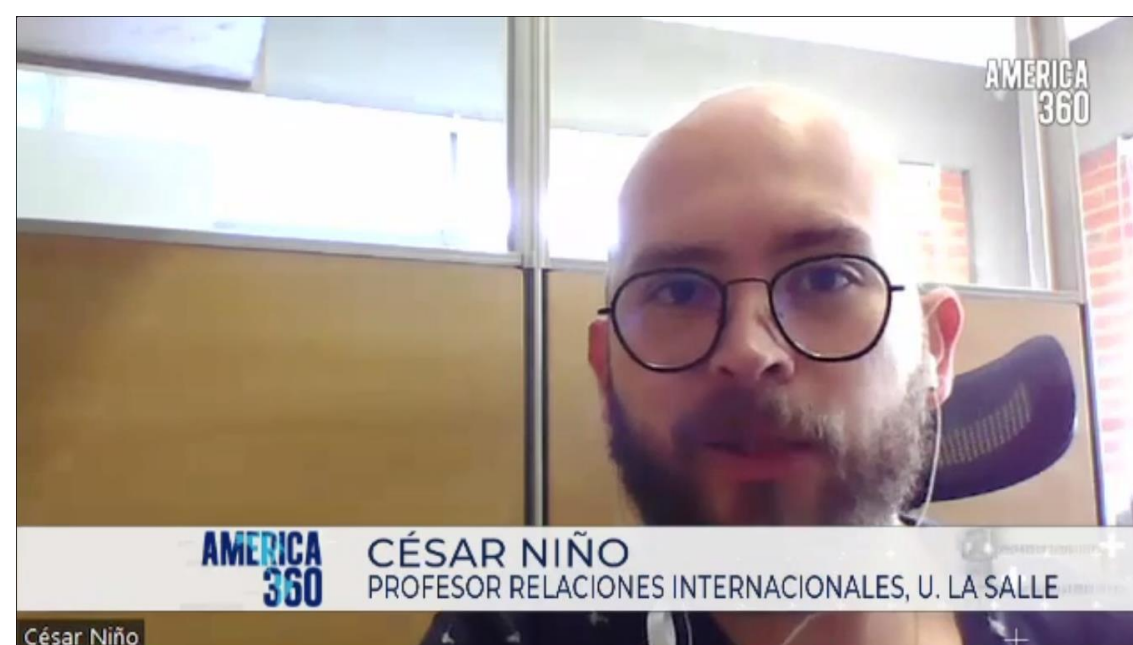 AMERICA
360
AMERICA
360
CÉSAR NIÑO
PROFESOR RELACIONES INTERNACIONALES, U. LA SALLE
César Niño